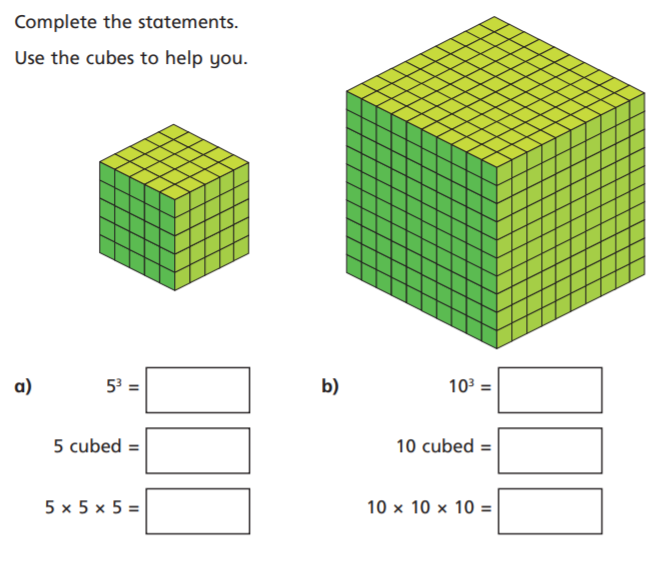 Complete the statements.
Use the cubes to help you.
a) 5³ =
5 cubed =
5 × 5 × 5 =
b) 10³ =
10 cubed =
10 × 10 × 10 =